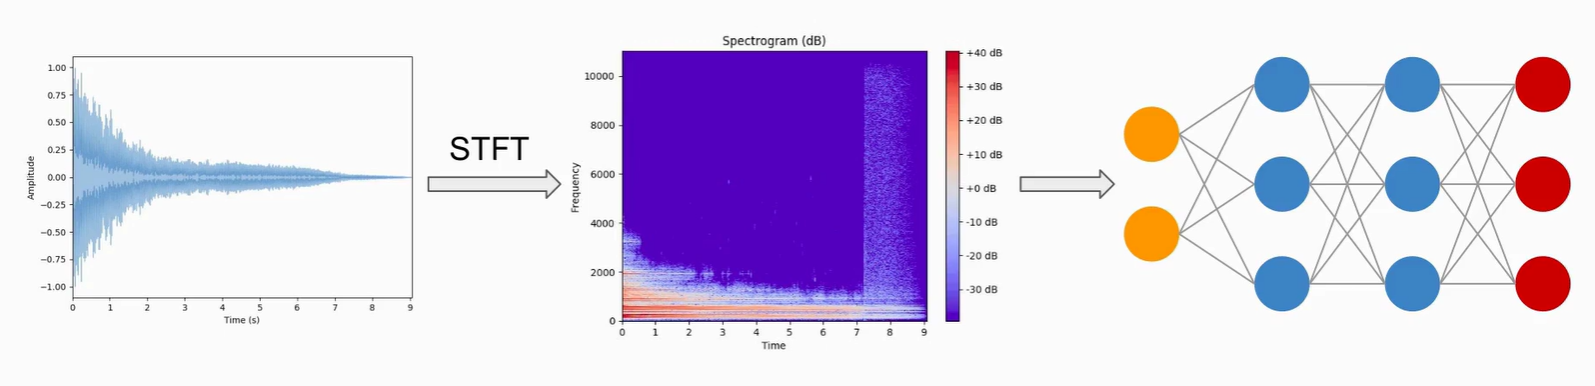 1.00
0.75
0.50
0.25
0.00
−0.25
−0.50
−0.75
−1.00
Amplitude
0 1 2 3 4 5 6 7 8 9
Time (s)
STFT
Spectrogram (dB)
10000
8000
6000
4000
2000
0
Frequency
0 1 2 3 4 5 6 7 8 9
Time
+40 dB
+30 dB
+20 dB
+10 dB
+0 dB
-10 dB
-20 dB
-30 dB